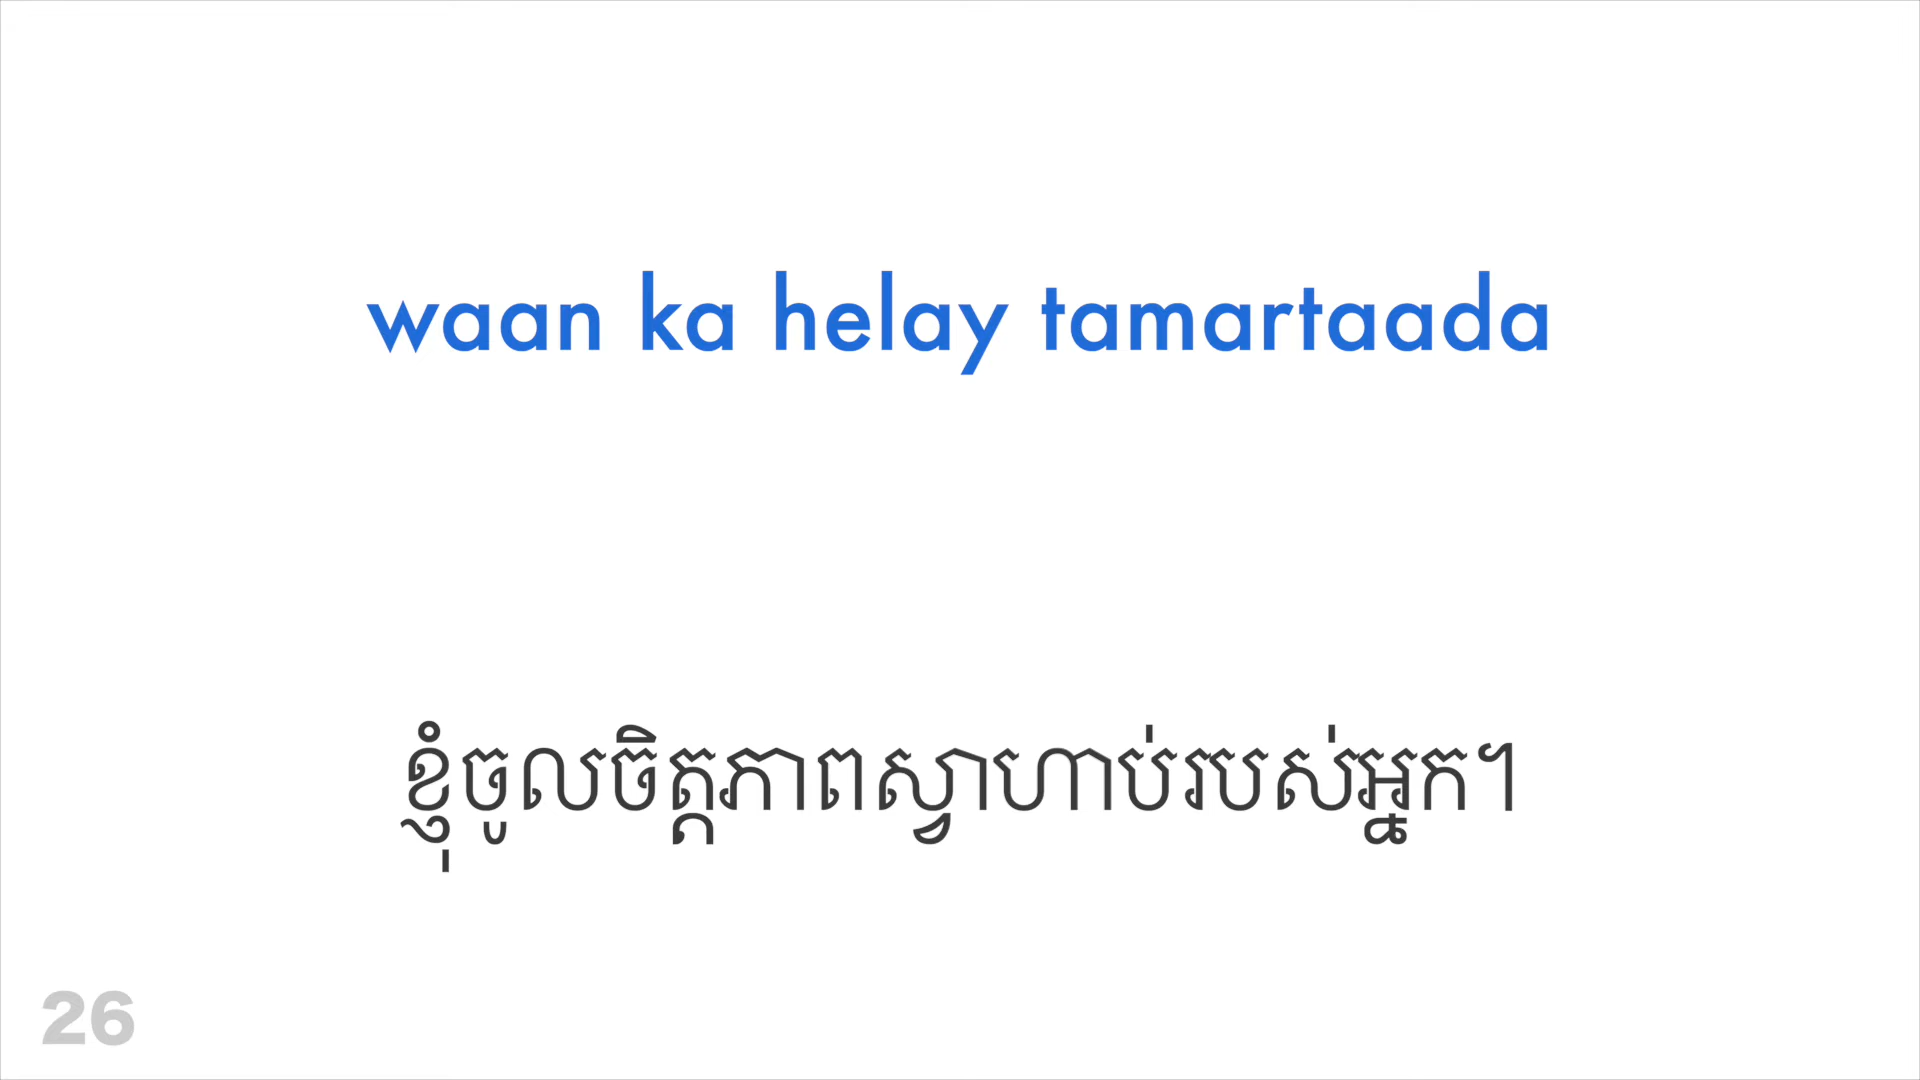 waan ka helay tamartaada
ខ្ញុំចូលចិត្តភាពស្វាហាប់របស់អ្នក។
26